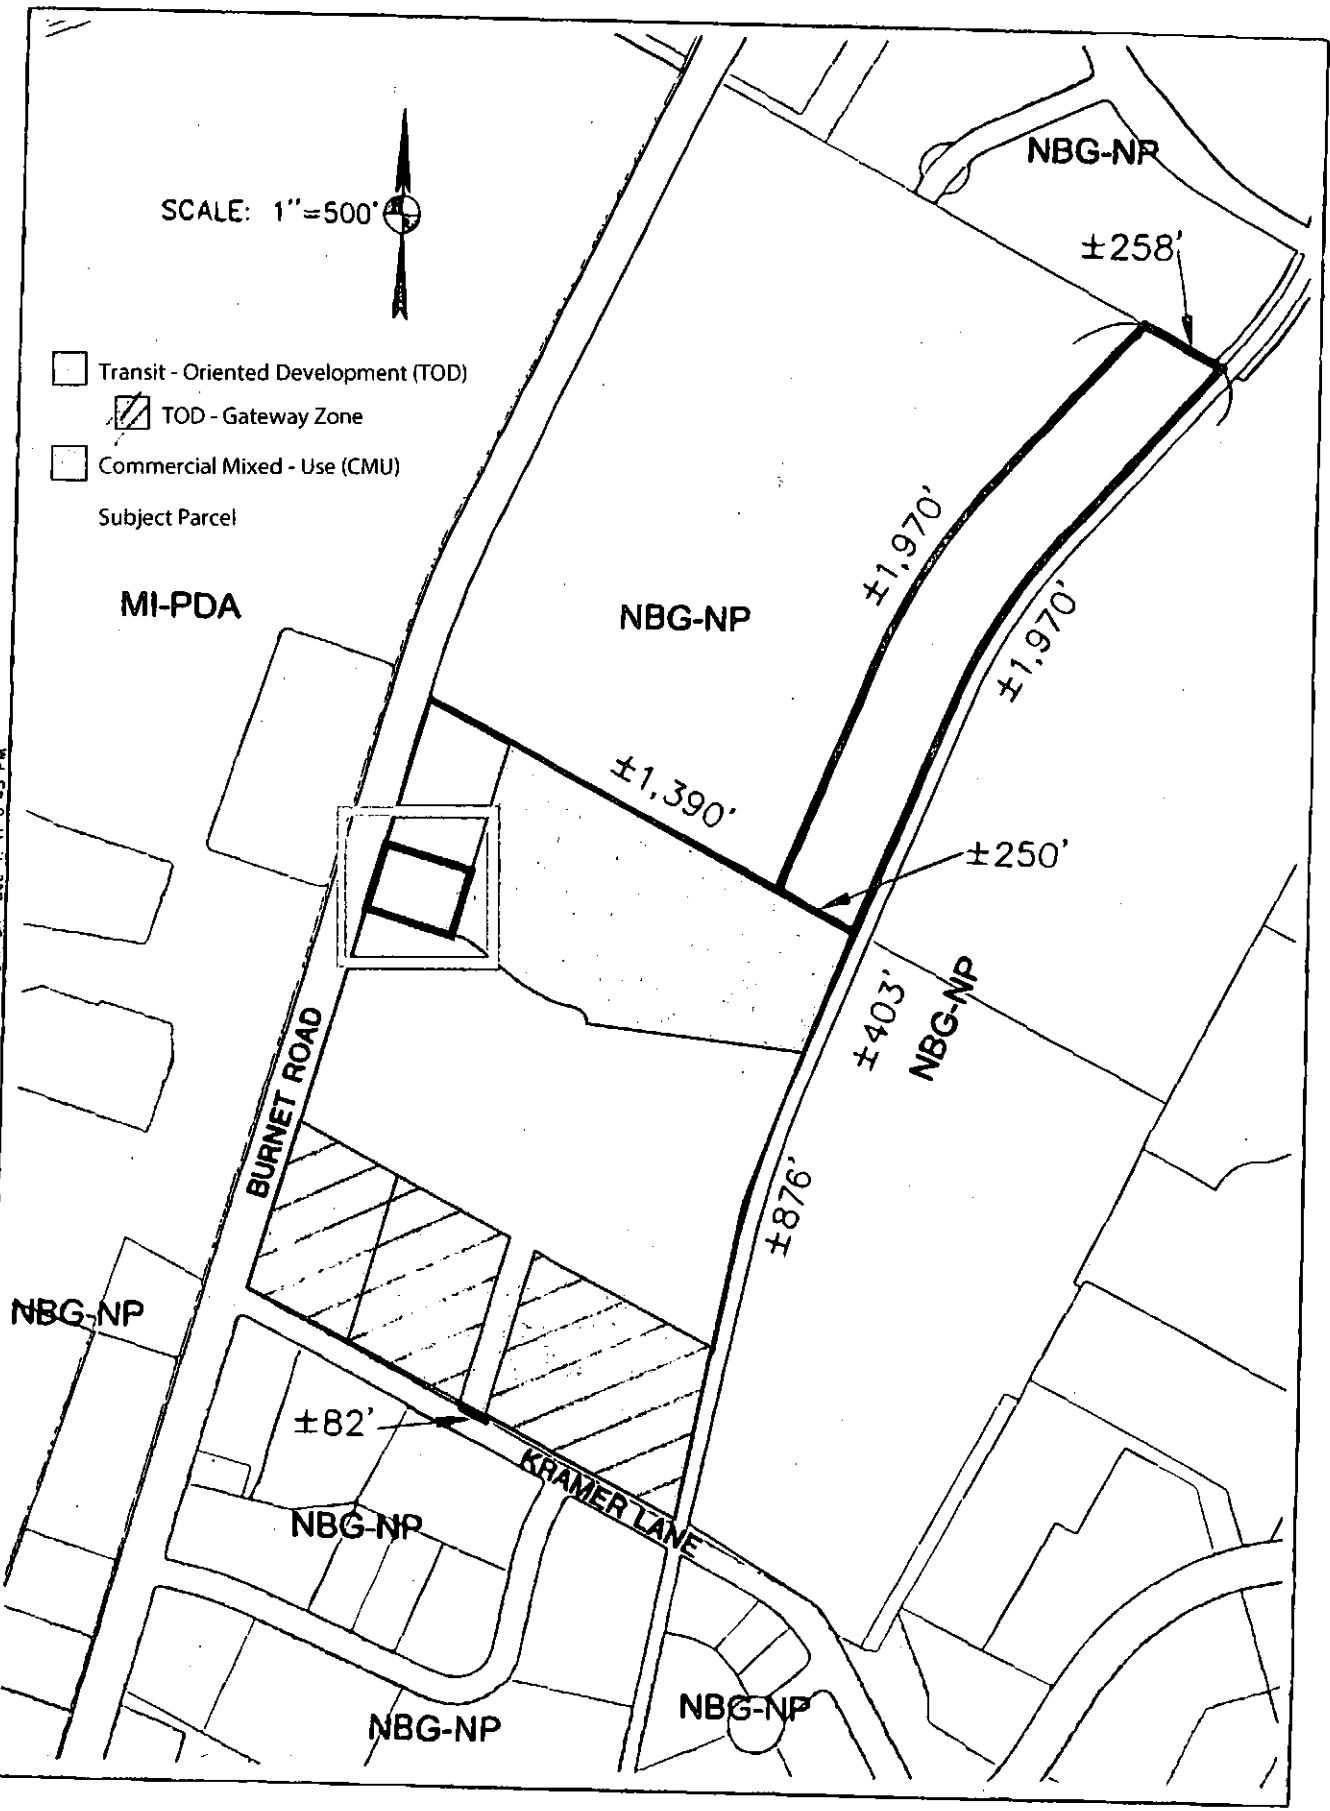 NBG-NP
SCALE: 1"=500'
±258'
Transit - Oriented Development (TOD)
TOD - Gateway Zone
Commercial Mixed - Use (CMU)
Subject Parcel
±1,970'
MI-PDA
NBG-NP
±1,970'
±1,390'
±250'
±403'
NBG-NP
BURNET ROAD
±876'
NBG-NP
±82'
KRAMER LANE
NBG-NP
NBG-NP
NBG-NP